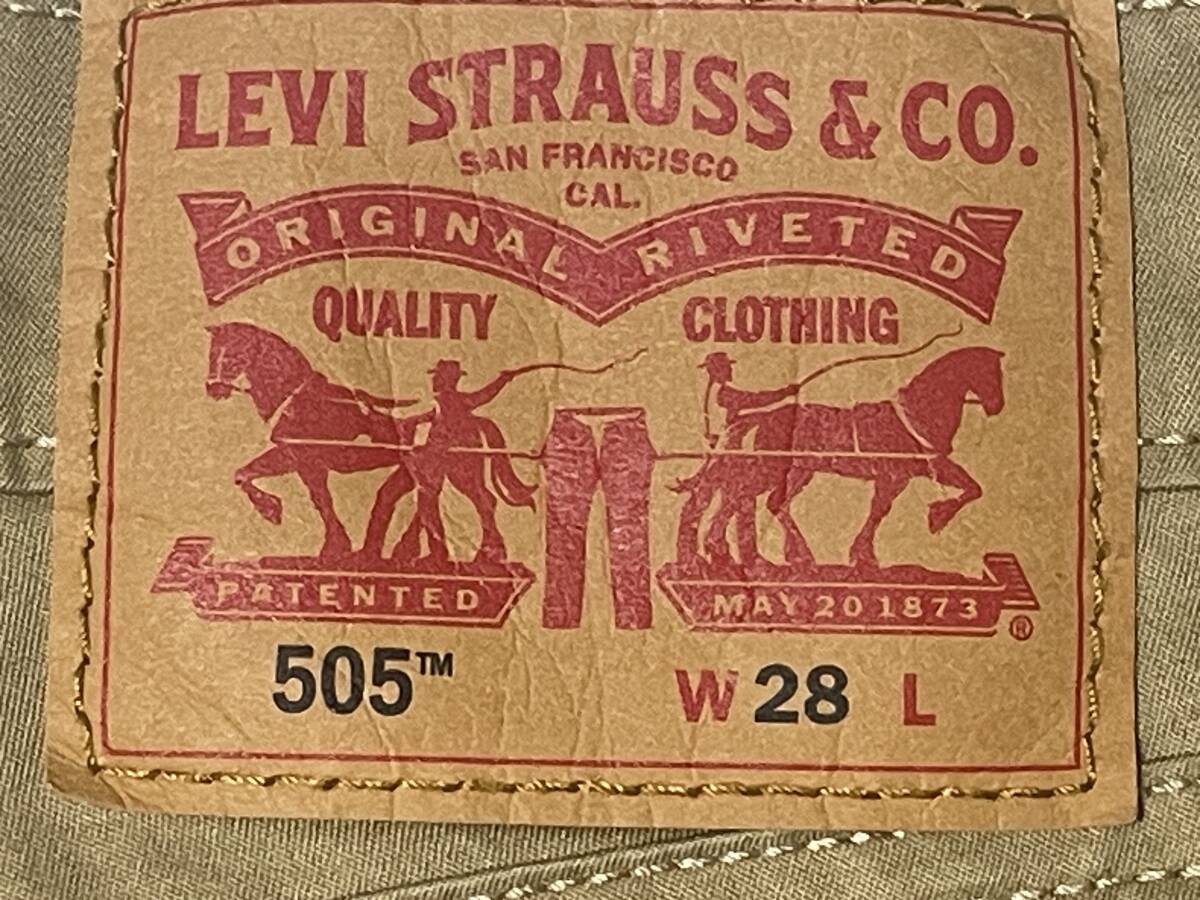 LEVI STRAUSS & CO.
SAN FRANCISCO
CAL.
ORIGINAL RIVETED
QUALITY CLOTHING
PATENTED MAY 20 1873 ®
505™ W 28 L